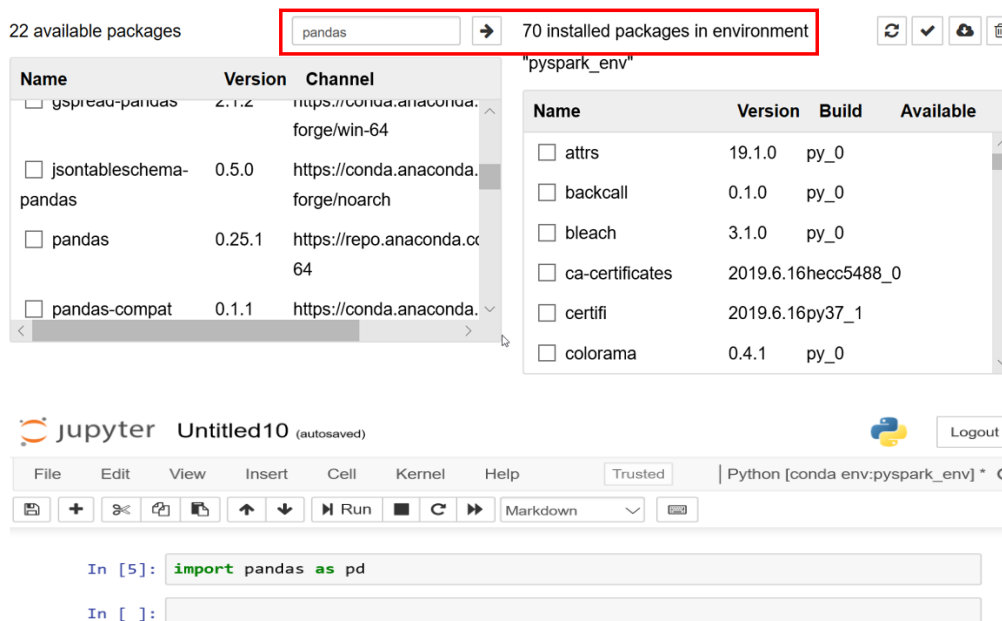 22 available packages
pandas
70 installed packages in environment
"pyspark_env"
Name Version Channel
gspread-pandas 2.1.2 https://conda.anaconda.
forge/win-64
jsontableschema- 0.5.0 https://conda.anaconda.
pandas forge/noarch
pandas 0.25.1 https://repo.anaconda.co
64
pandas-compat 0.1.1 https://conda.anaconda.
Name Version Build Available
attrs 19.1.0 py_0
backcall 0.1.0 py_0
bleach 3.1.0 py_0
ca-certificates 2019.6.16hecc5488_0
certifi 2019.6.16py37_1
colorama 0.4.1 py_0
jupyter Untitled10 (autosaved)
Logout
File Edit View Insert Cell Kernel Help Trusted Python [conda env:pyspark_env] *
Run Markdown
In [5]: import pandas as pd
In [ ]: